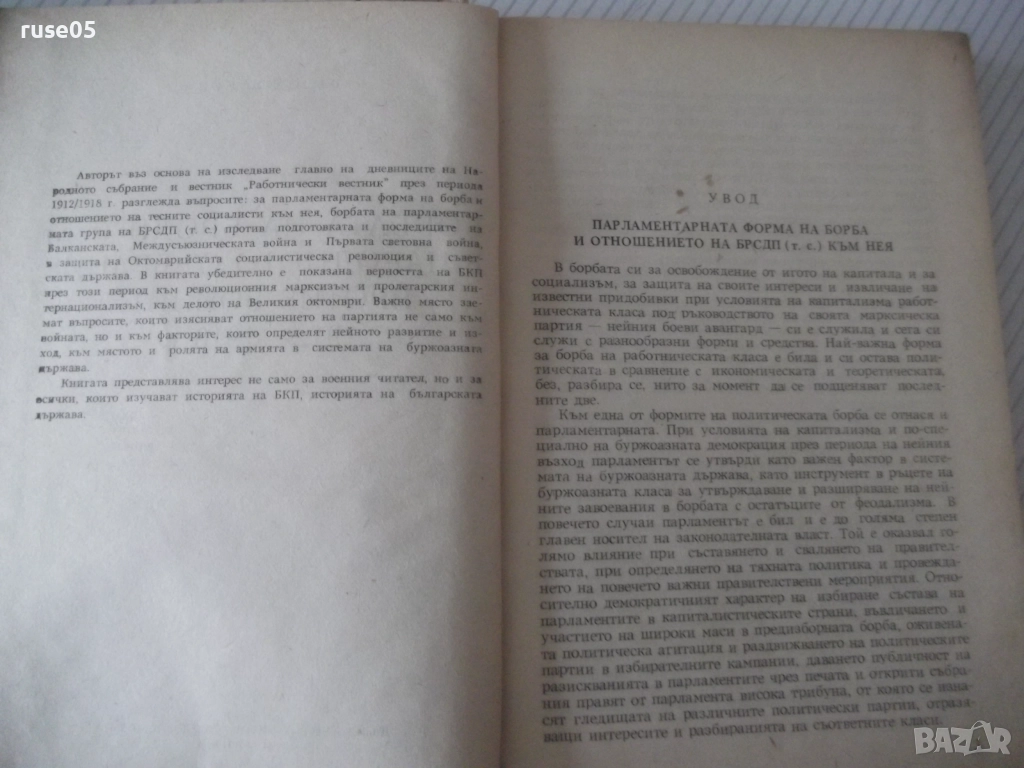 ruse05
Авторът въз основа на изследване главно на дневниците на На-
родното събрание и вестник „Работнически вестник" през периода
1912/1918 г. разглежда въпросите: за парламентарната форма на борба и
отношението на тесните социалисти към нея, борбата на парламентар-
мата група на БРСДП (т. с.) против подготовката и последиците на
Балканската, Междусъюзническата война и Първата световна война,
в защита на Октомврийската социалистическа революция и съвет-
ската държава. В книгата убедително е показана верността на БКП
през този период към революционния марксизъм и пролетарския ин-
тернационализъм, към делото на Великия октомври. Важно място зае-
мат въпросите, които изясняват отношението на партията не само към
войната, но и към факторите, които определят нейното развитие и из-
ход, към мястото и ролята на армията в системата на буржоазната
държава.
Книгата представлява интерес не само за военния читател, но и за
всички, които изучават историята на БКП, историята на българската
държава.
УВОД
ПАРЛАМЕНТАРНАТА ФОРМА НА БОРБА
И ОТНОШЕНИЕТО НА БРСДП (т. с.) КЪМ НЕЯ
В борбата си за освобождение от игото на капитала и за
социализъм, за защита на своите интереси и извличане на
известни придобивки при условията на капитализма работ-
ническата класа под ръководството на своята марксическа
партия — нейния боеви авангард — си е служила и сега си
служи с разнообразни форми и средства. Най-важна форма
за борба на работническата класа е била и си остава поли-
тическата в сравнение с икономическата и теоретическата,
без, разбира се, нито за момент да се подценяват послед-
ните две.
Към една от формите на политическата борба се отнася и
парламентарната. При условията на капитализма и по-спе-
циално на буржоазната демокрация през периода на нейния
възход парламентът се утвърди като важен фактор в систе-
мата на буржоазната държава, като инструмент в ръцете на
буржоазната класа за утвърждаване и разширяване на ней-
ните завоевания в борбата с остатъците от феодализма. В
повечето случаи парламентът е бил и е до голяма степен
главен носител на законодателната власт. Той е оказвал го-
лямо влияние при съставянето и свалянето на правител-
ствата, при определянето на тяхната политика и провежда-
нето на повечето важни правителствени мероприятия. Отно-
сително демократичният характер на избиране състава на
парламентите в капиталистическите страни, въвличането и
участието на широки маси в предизборната борба, оживена-
та политическа агитация и раздвижването на политическите
партии в избирателните кампании, даването публичност на
разискванията в парламентите чрез печата и открити събра-
ния правят от парламента висока трибуна, от която се изна-
сят гледищата на различните политически партии, отразя-
ващи интересите и разбиранията на съответните класи.
BAZAR